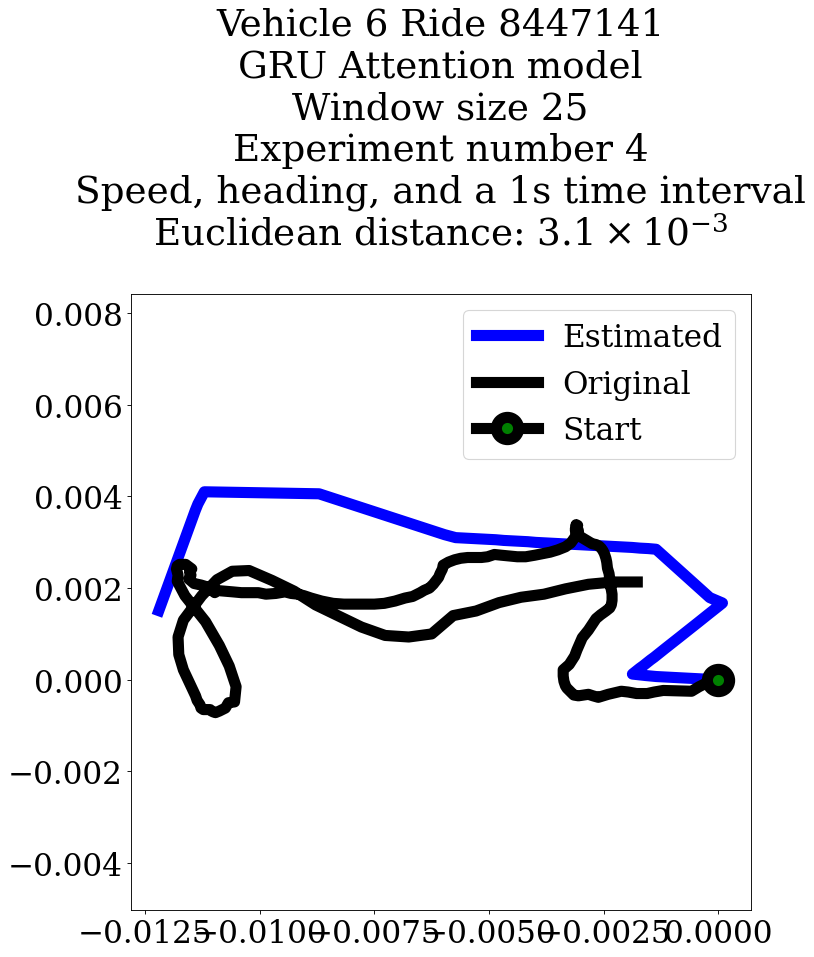 Vehicle 6 Ride 8447141
GRU Attention model
Window size 25
Experiment number 4
Speed, heading, and a 1s time interval
Euclidean distance: 3.1 × 10⁻³
Estimated
Original
Start
0.008
0.006
0.004
0.002
0.000
−0.002
−0.004
−0.0125 −0.0100 −0.0075 −0.0050 −0.0025 0.0000